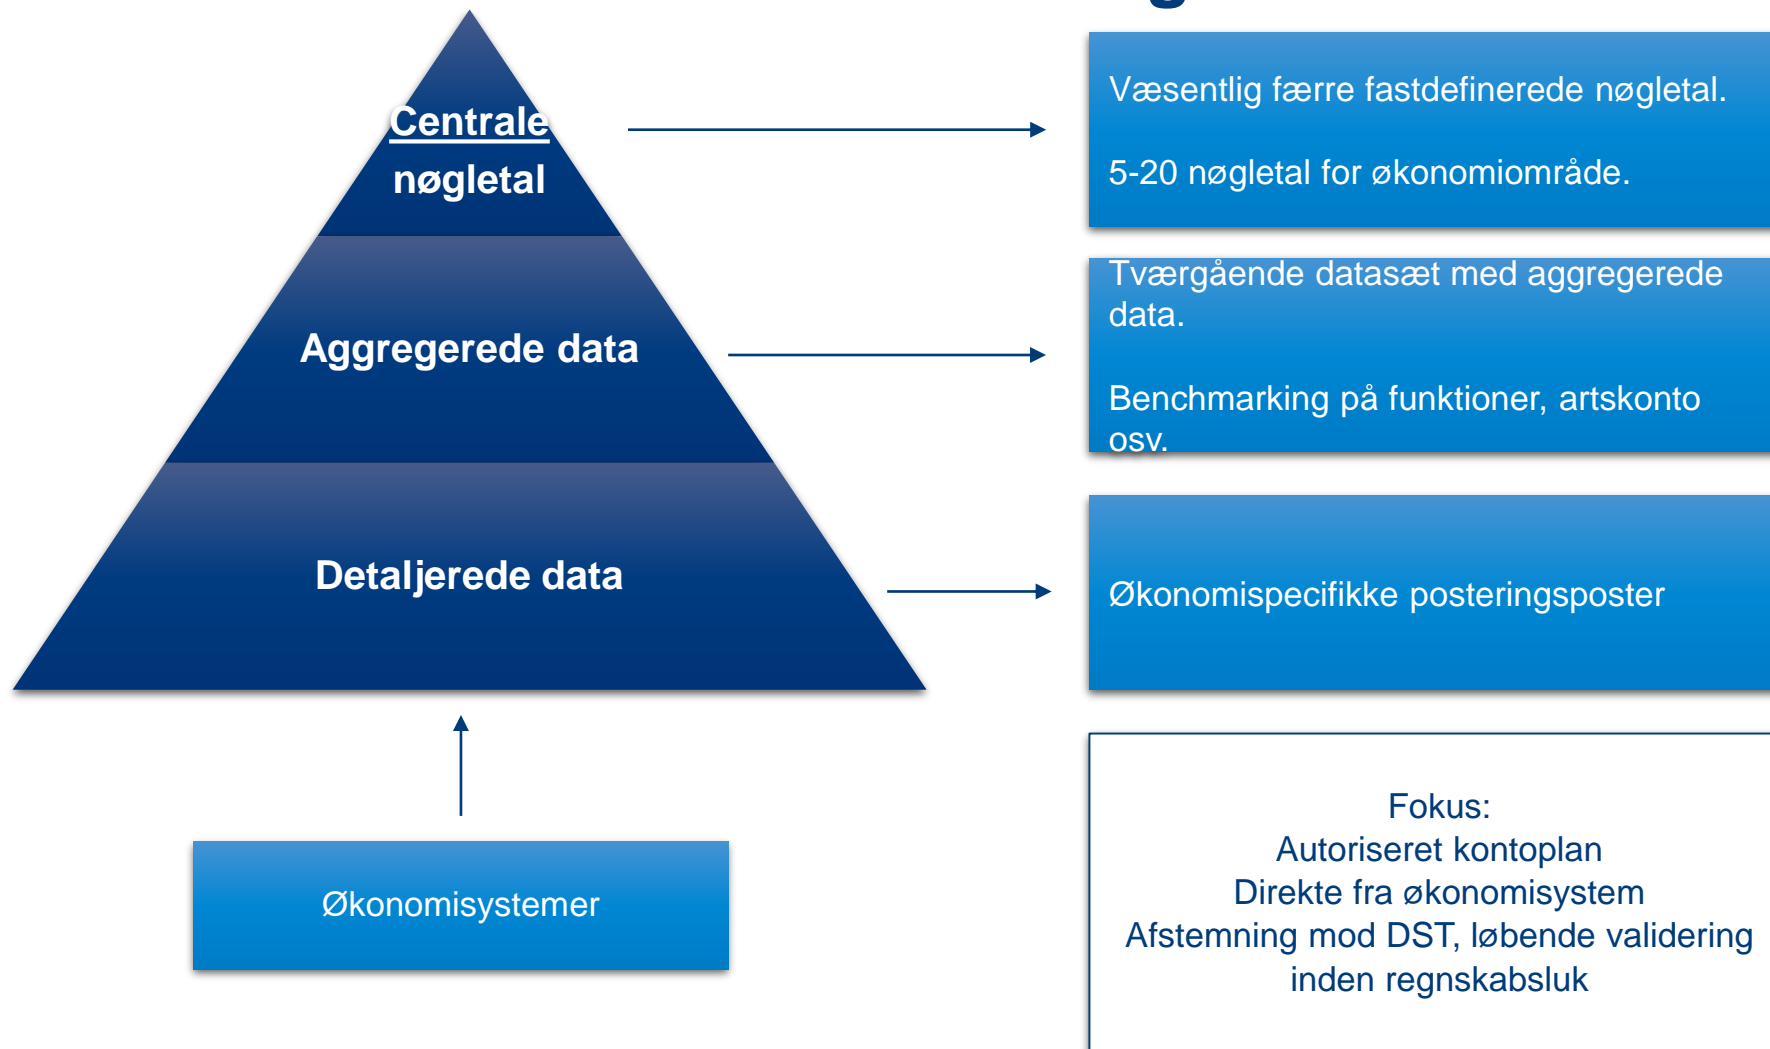 Centrale
nøgletal
Væsentlig færre fastdefinerede nøgletal.
5-20 nøgletal for økonomiområde.
Aggregerede data
Tværgående datasæt med aggregerede
data.
Benchmarking på funktioner, artskonto
osv.
Detaljerede data
Økonomispecifikke posteringsposter
Økonomisystemer
Fokus:
Autoriseret kontoplan
Direkte fra økonomisystem
Afstemning mod DST, løbende validering
inden regnskabsluk